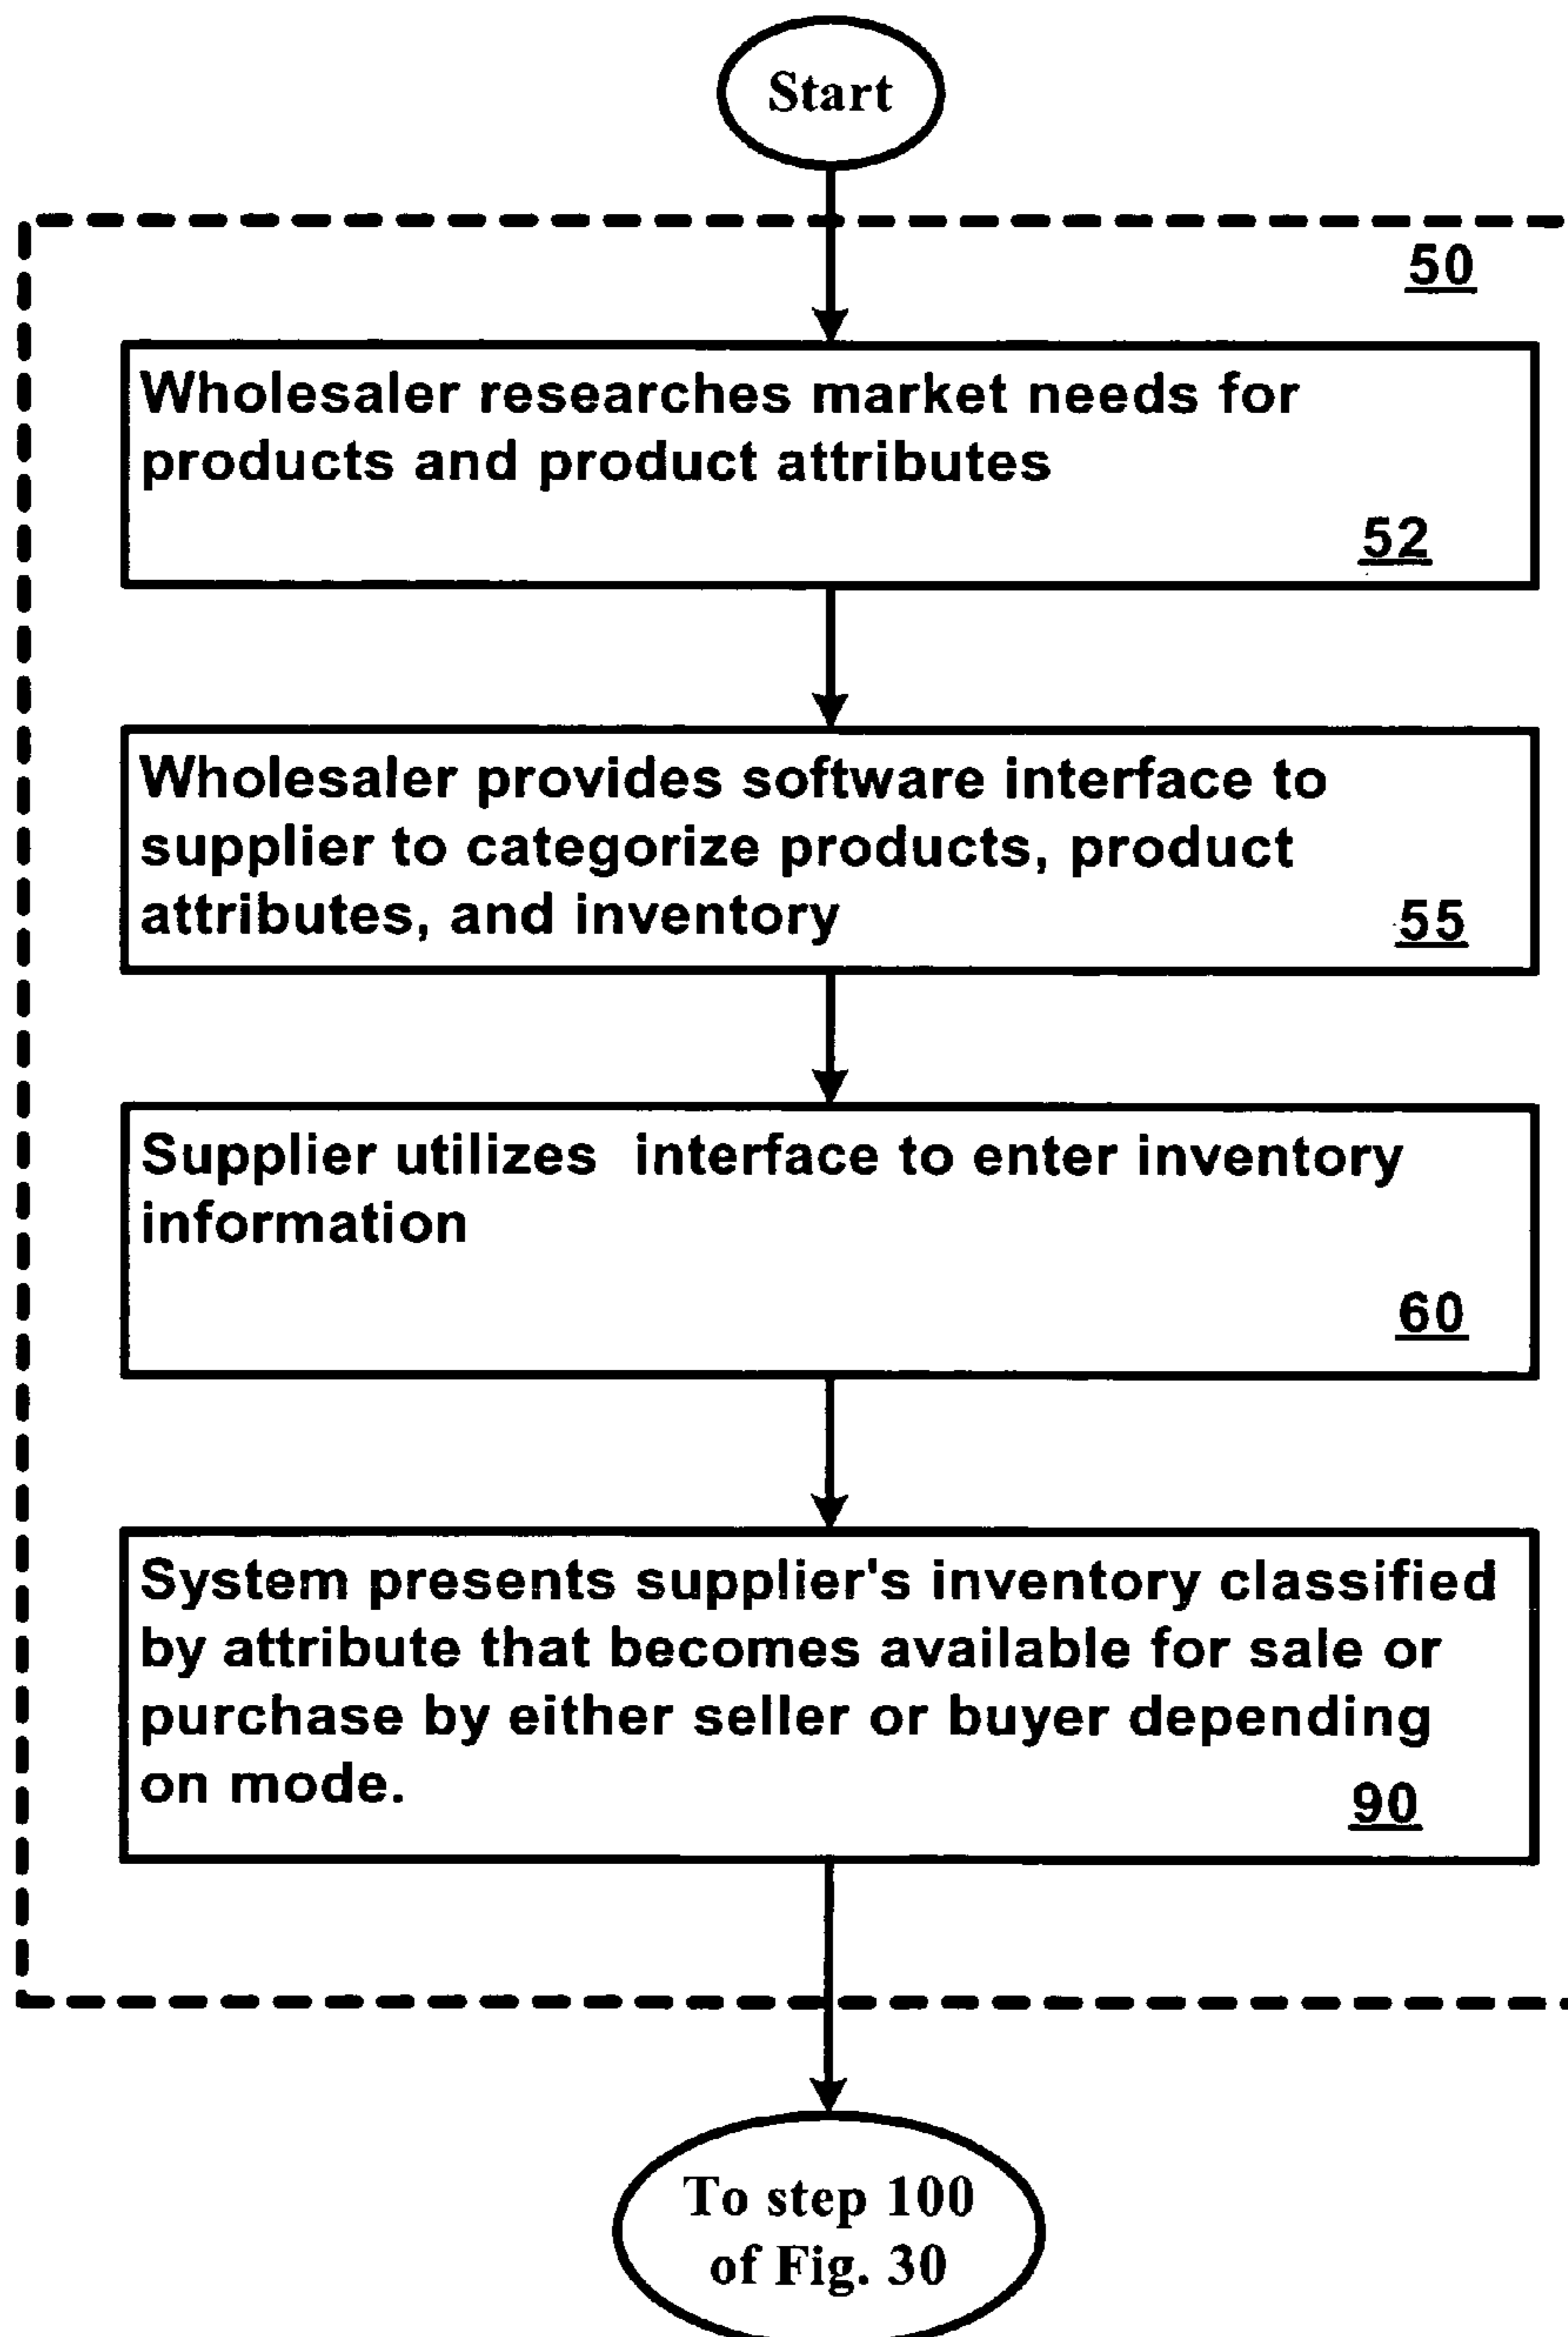 Start
50
Wholesaler researches market needs for
products and product attributes
52
Wholesaler provides software interface to
supplier to categorize products, product
attributes, and inventory
55
Supplier utilizes interface to enter inventory
information
60
System presents supplier's inventory classified
by attribute that becomes available for sale or
purchase by either seller or buyer depending
on mode.
90
To step 100
of Fig. 30